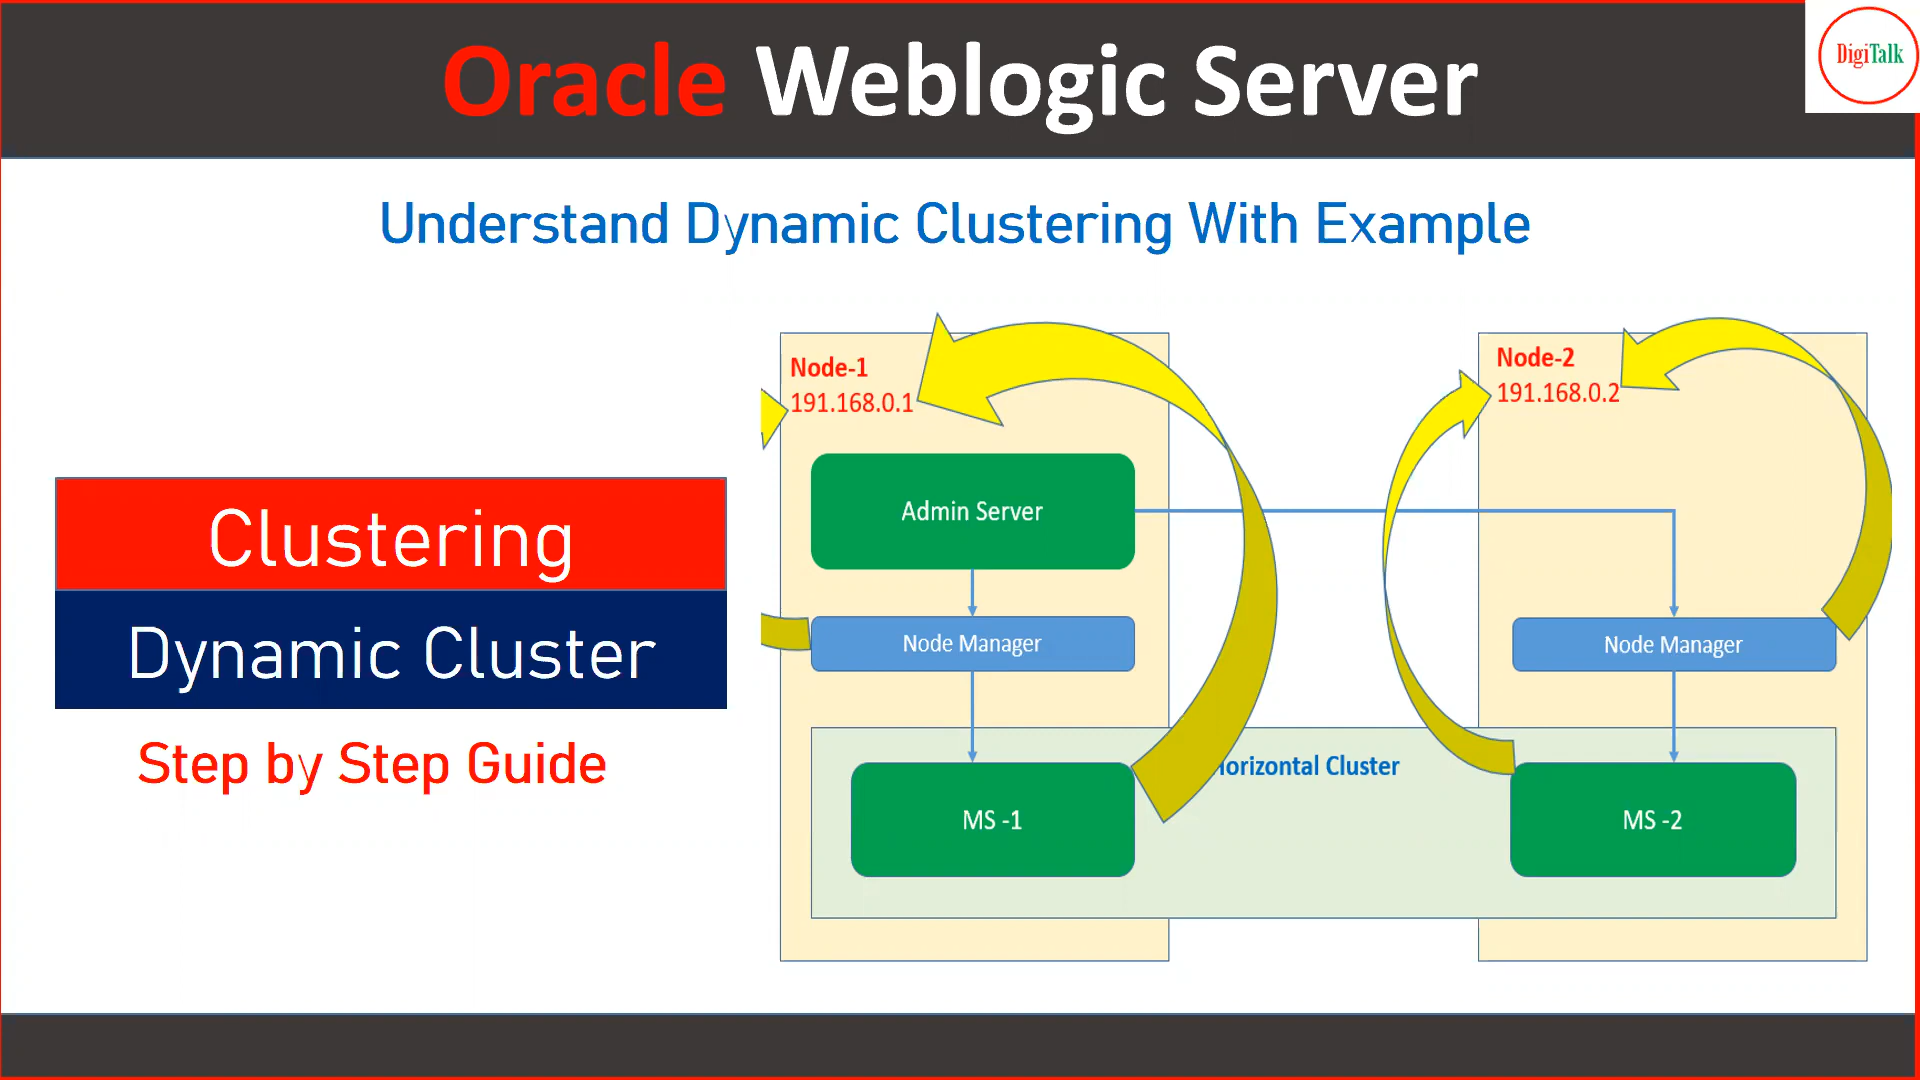 Oracle Weblogic Server
DigiTalk
Understand Dynamic Clustering With Example
Clustering
Dynamic Cluster
Step by Step Guide
Node-1
191.168.0.1
Admin Server
Node Manager
MS -1
Node-2
191.168.0.2
Node Manager
orizontal Cluster
MS -2